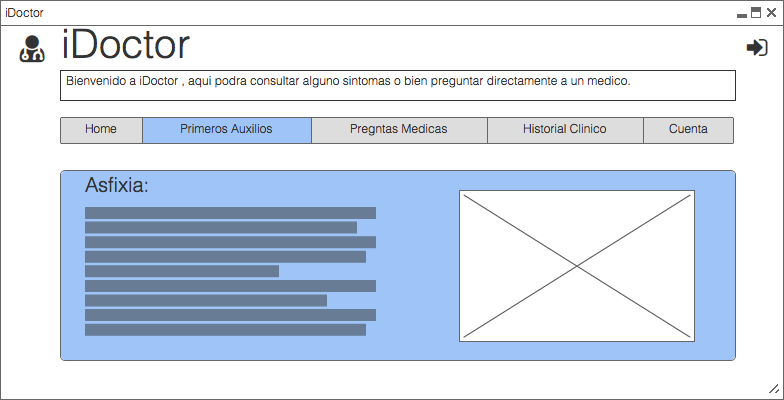 iDoctor
iDoctor
Bienvenido a iDoctor , aqui podra consultar alguno sintomas o bien preguntar directamente a un medico.
Home
Primeros Auxilios
Pregntas Medicas
Historial Clinico
Cuenta
Asfixia: